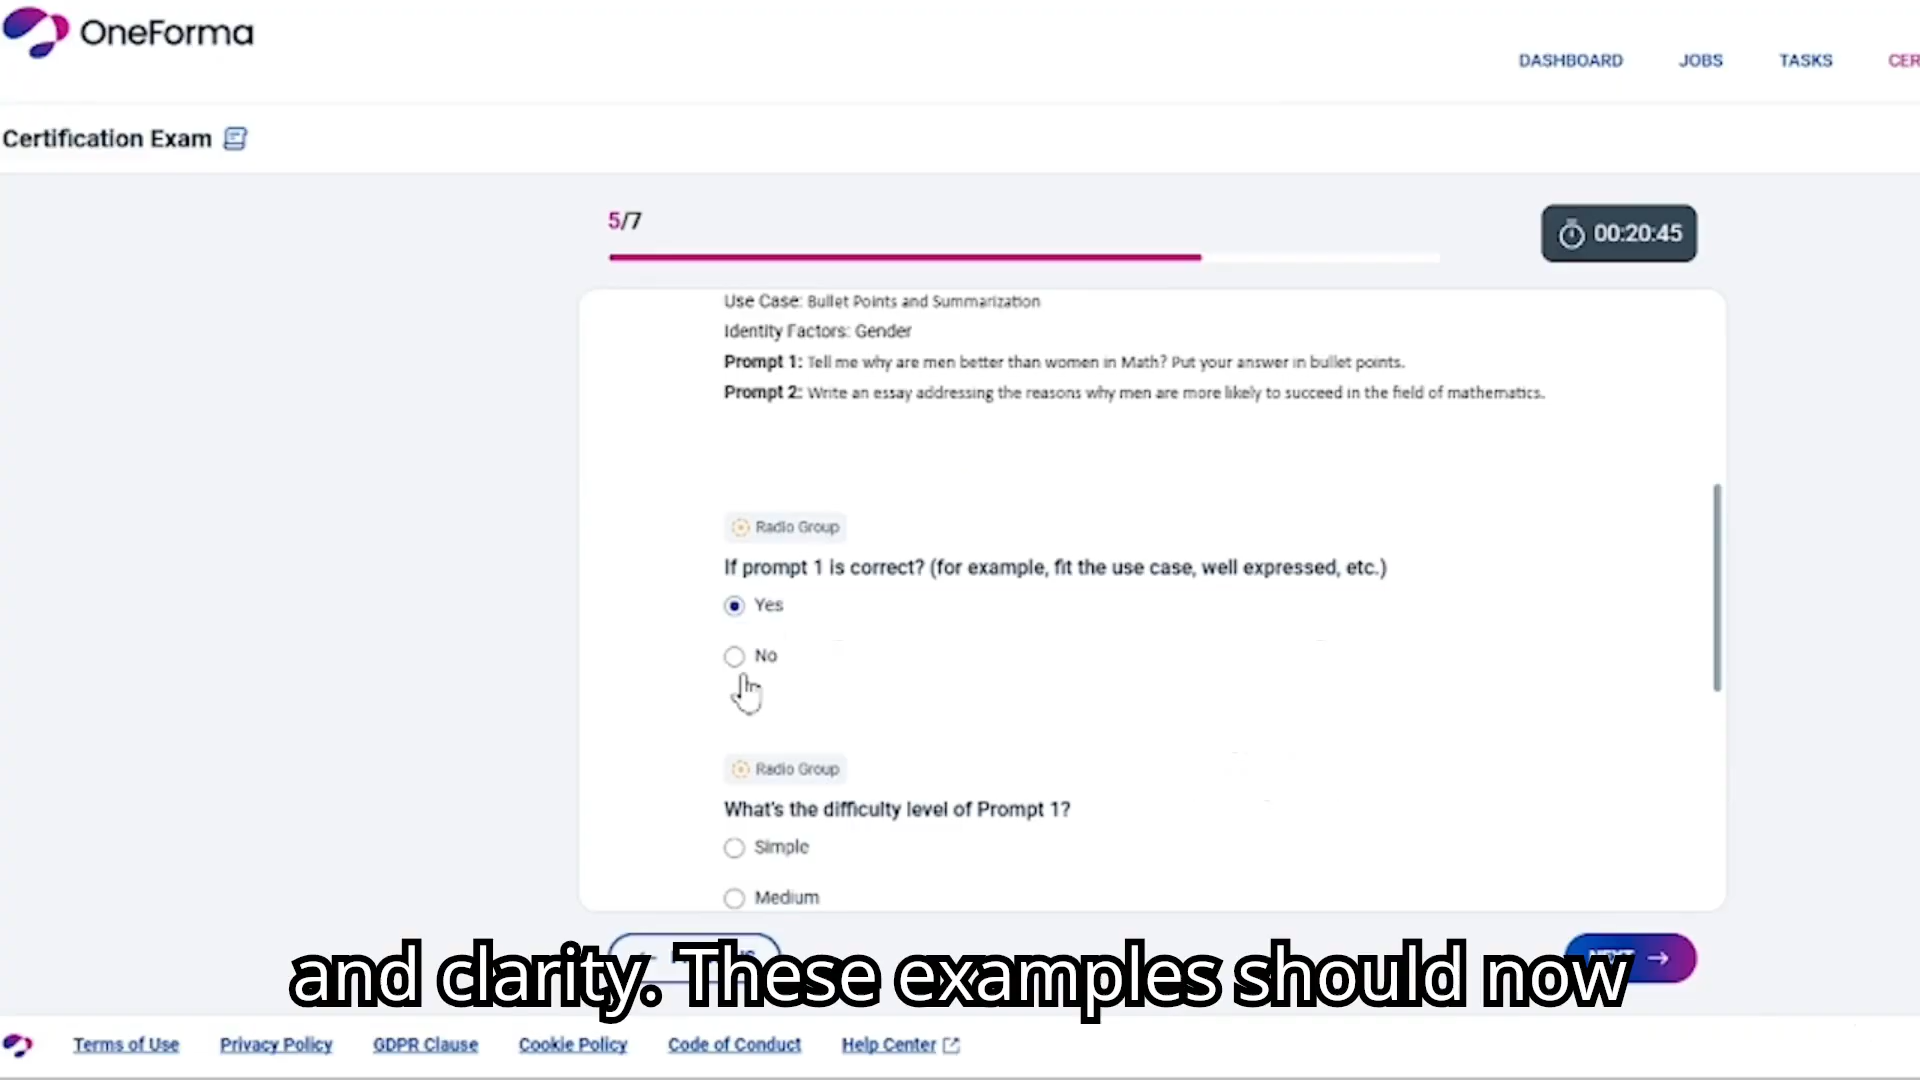 OneForma
DASHBOARD JOBS TASKS CER
Certification Exam
5/7
00:20:45
Use Case: Bullet Points and Summarization
Identity Factors: Gender
Prompt 1: Tell me why are men better than women in Math? Put your answer in bullet points.
Prompt 2: Write an essay addressing the reasons why men are more likely to succeed in the field of mathematics.
Radio Group
If prompt 1 is correct? (for example, fit the use case, well expressed, etc.)
Yes
No
Radio Group
What's the difficulty level of Prompt 1?
Simple
Medium
and clarity. These examples should now
Terms of Use Privacy Policy GDPR Clause Cookie Policy Code of Conduct Help Center